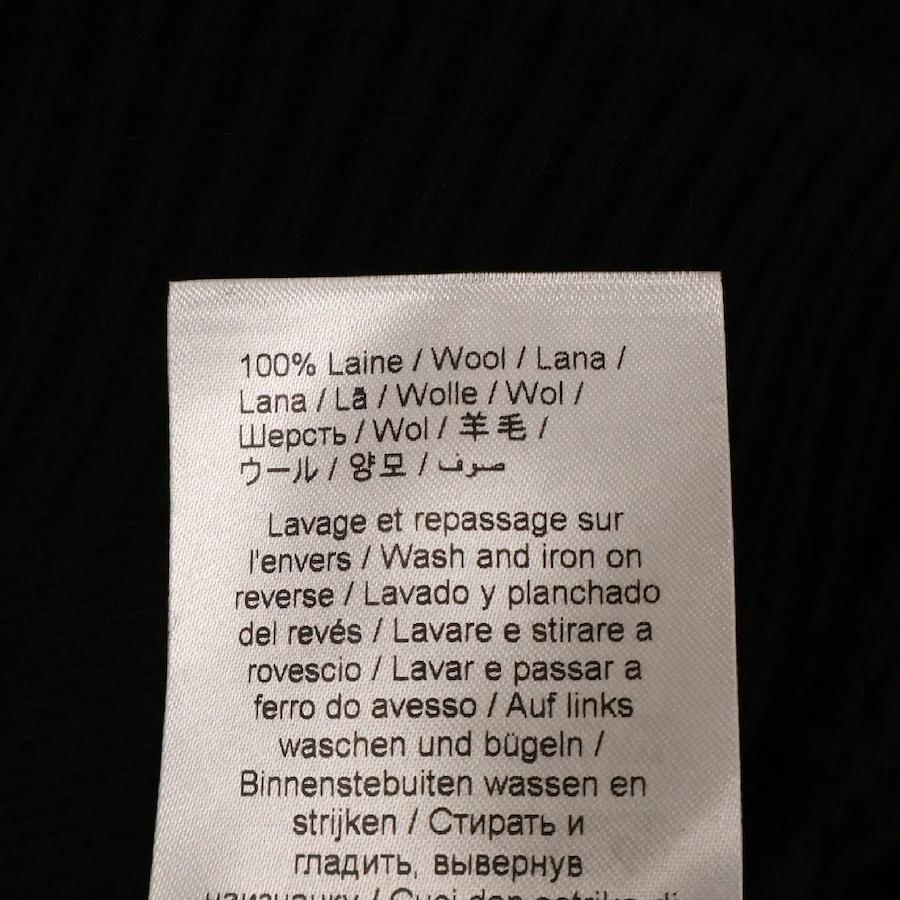 100% Laine / Wool / Lana /
Lana / Lã / Wolle / Wol /
Шерсть / Wol / 羊毛 /
ウール / 양모 / صوف
Lavage et repassage sur
l'envers / Wash and iron on
reverse / Lavado y planchado
del revés / Lavare e stirare a
rovescio / Lavar e passar a
ferro do avesso / Auf links
waschen und bügeln /
Binnenstebuiten wassen en
strijken / Стирать и
гладить, вывернув
наизнанку /